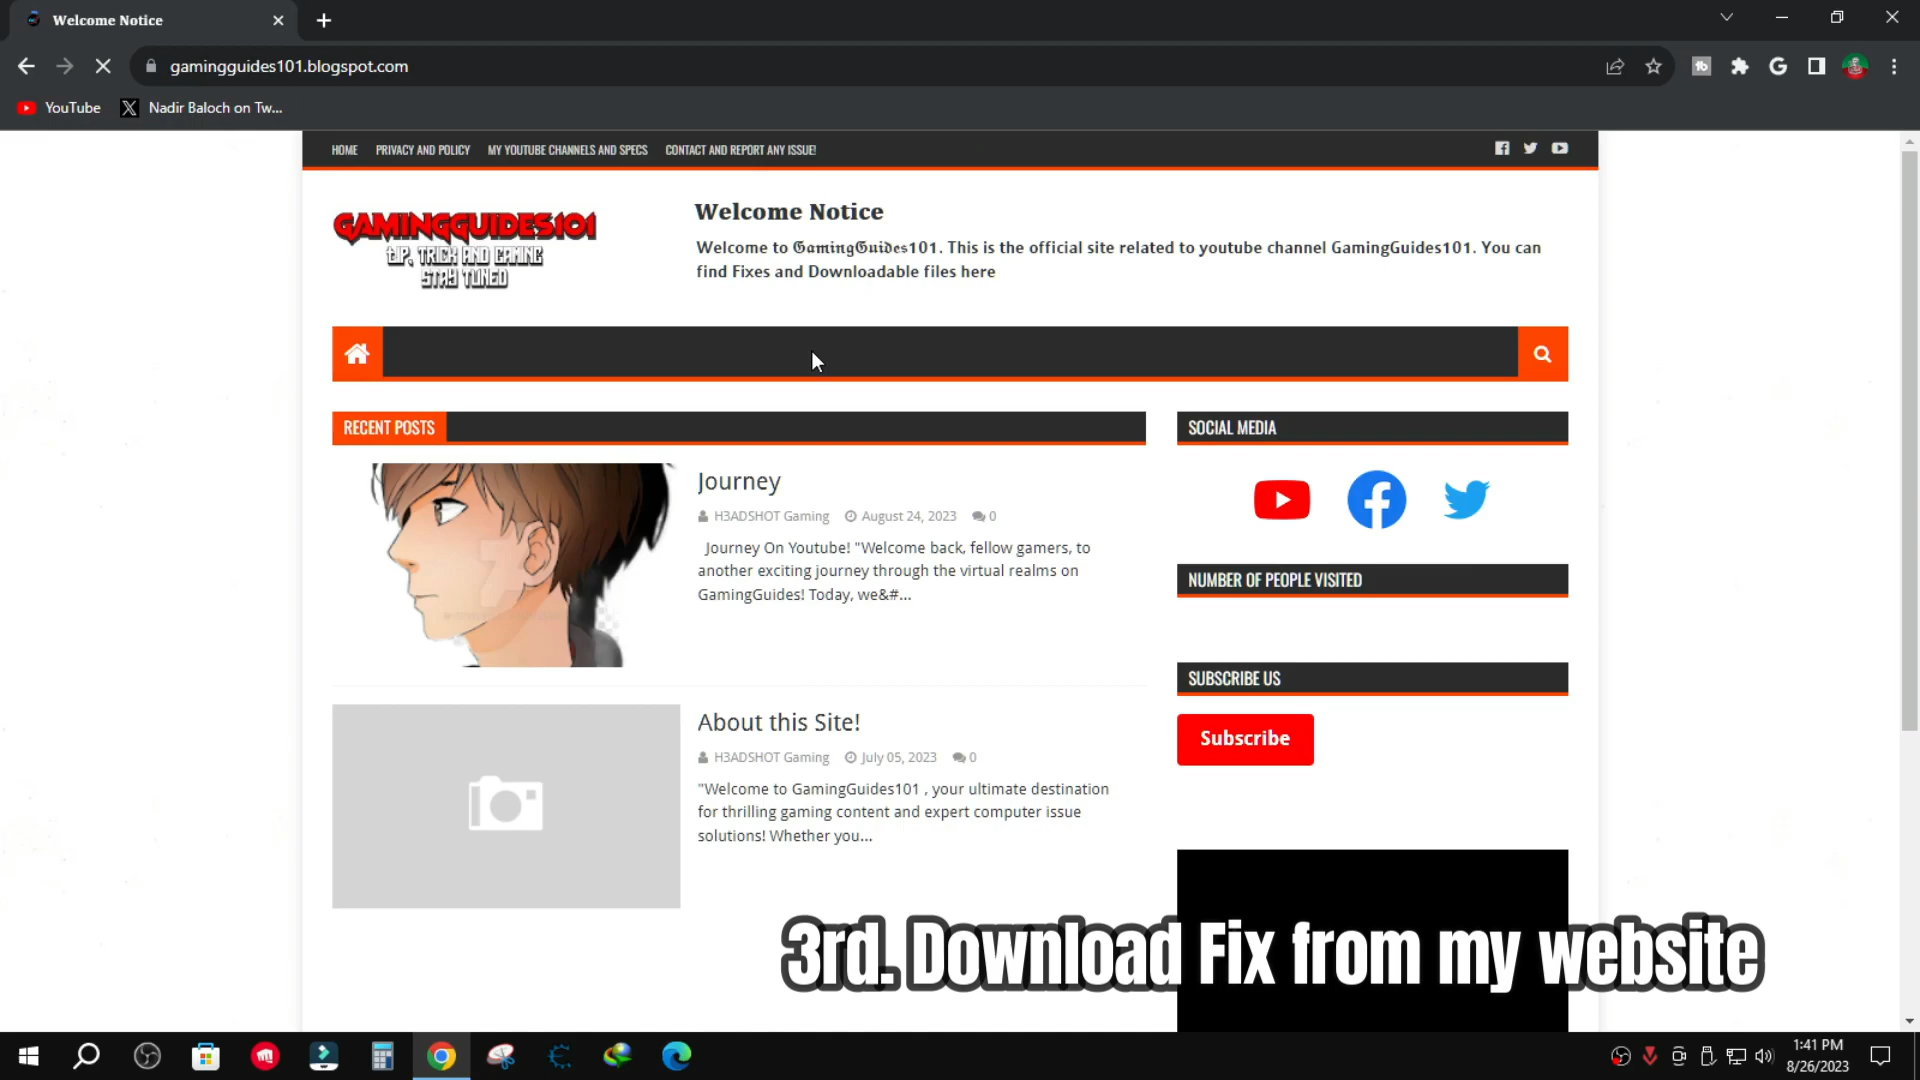 Welcome Notice
gamingguides101.blogspot.com
YouTube
Nadir Baloch on Tw...
HOME
PRIVACY AND POLICY
MY YOUTUBE CHANNELS AND SPECS
CONTACT AND REPORT ANY ISSUE!
GAMINGGUIDES101
TIP, TRICK AND GAMING
STAY TUNED
Welcome Notice
Welcome to 𝕲𝖆𝖒𝖎𝖓𝖌𝕲𝖚𝖎𝖉𝖊𝖘101. This is the official site related to youtube channel GamingGuides101. You can
find Fixes and Downloadable files here
RECENT POSTS
Journey
H3ADSHOT Gaming August 24, 2023 0
Journey On Youtube! "Welcome back, fellow gamers, to
another exciting journey through the virtual realms on
GamingGuides! Today, we&#...
About this Site!
H3ADSHOT Gaming July 05, 2023 0
"Welcome to GamingGuides101 , your ultimate destination
for thrilling gaming content and expert computer issue
solutions! Whether you...
SOCIAL MEDIA
NUMBER OF PEOPLE VISITED
SUBSCRIBE US
Subscribe
3rd. Download Fix from my website
1:41 PM
8/26/2023